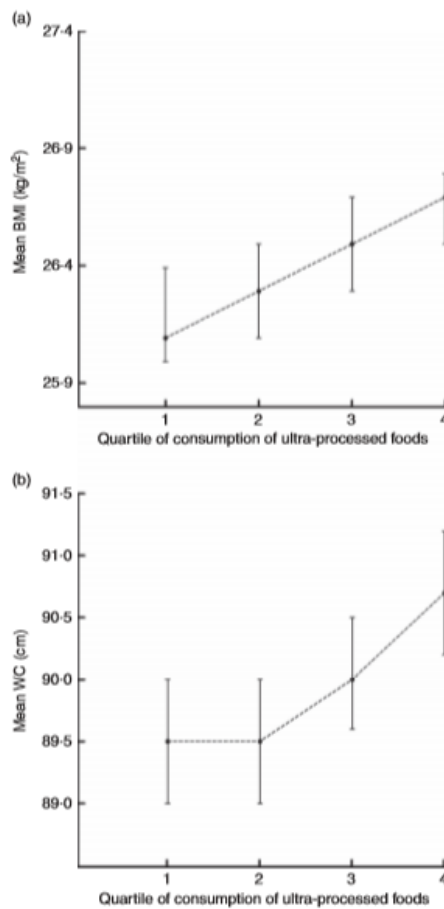 (a)
27·4
26·9
26·4
25·9
Mean BMI (kg/m²)
1 2 3 4
Quartile of consumption of ultra-processed foods
(b)
91·5
91·0
90·5
90·0
89·5
89·0
Mean WC (cm)
1 2 3 4
Quartile of consumption of ultra-processed foods